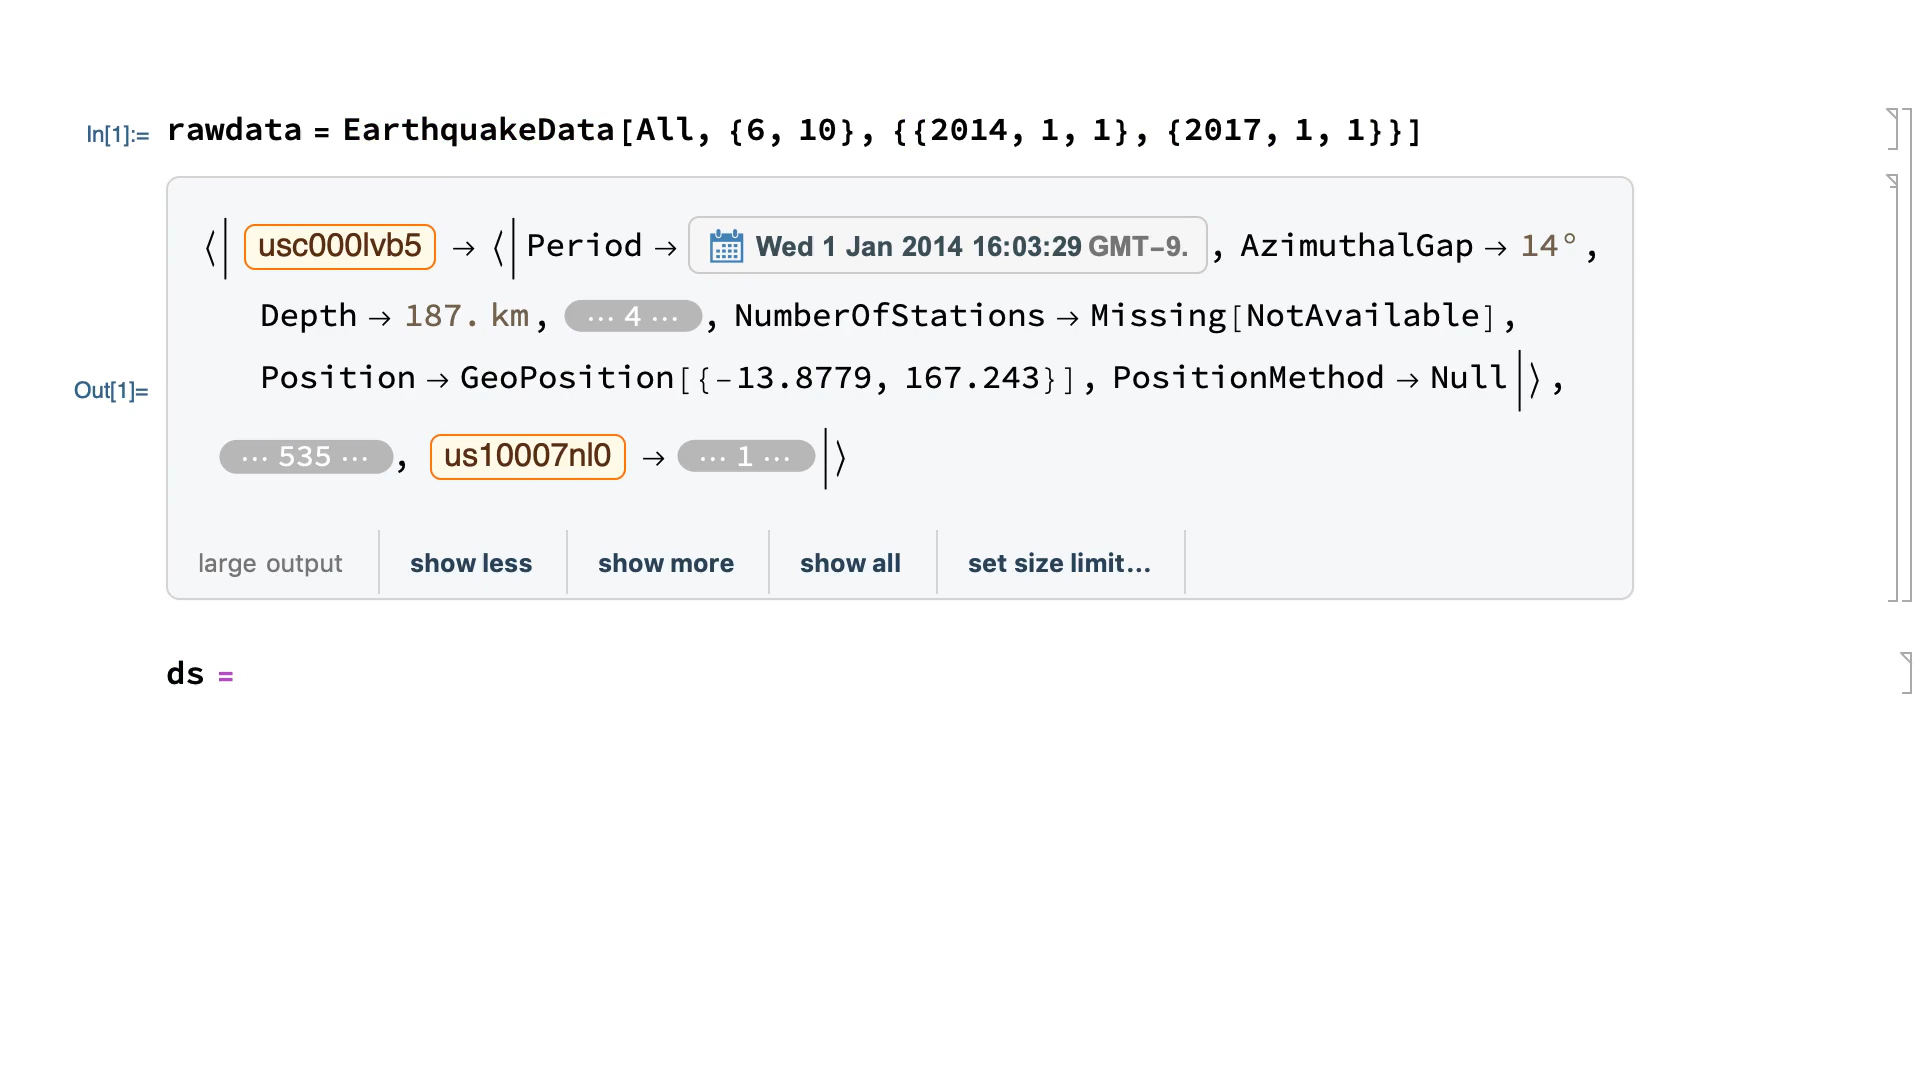 In[1]:= rawdata = EarthquakeData[All, {6, 10}, {{2014, 1, 1}, {2017, 1, 1}}]
<| usc000lvb5 → <| Period → Wed 1 Jan 2014 16:03:29 GMT−9. , AzimuthalGap → 14° ,
Depth → 187. km , ⋯ 4 ⋯ , NumberOfStations → Missing[NotAvailable] ,
Position → GeoPosition[{-13.8779, 167.243}] , PositionMethod → Null |> ,
Out[1]=
⋯ 535 ⋯ , us10007nl0 → ⋯ 1 ⋯ |>
large output show less show more show all set size limit...
ds =